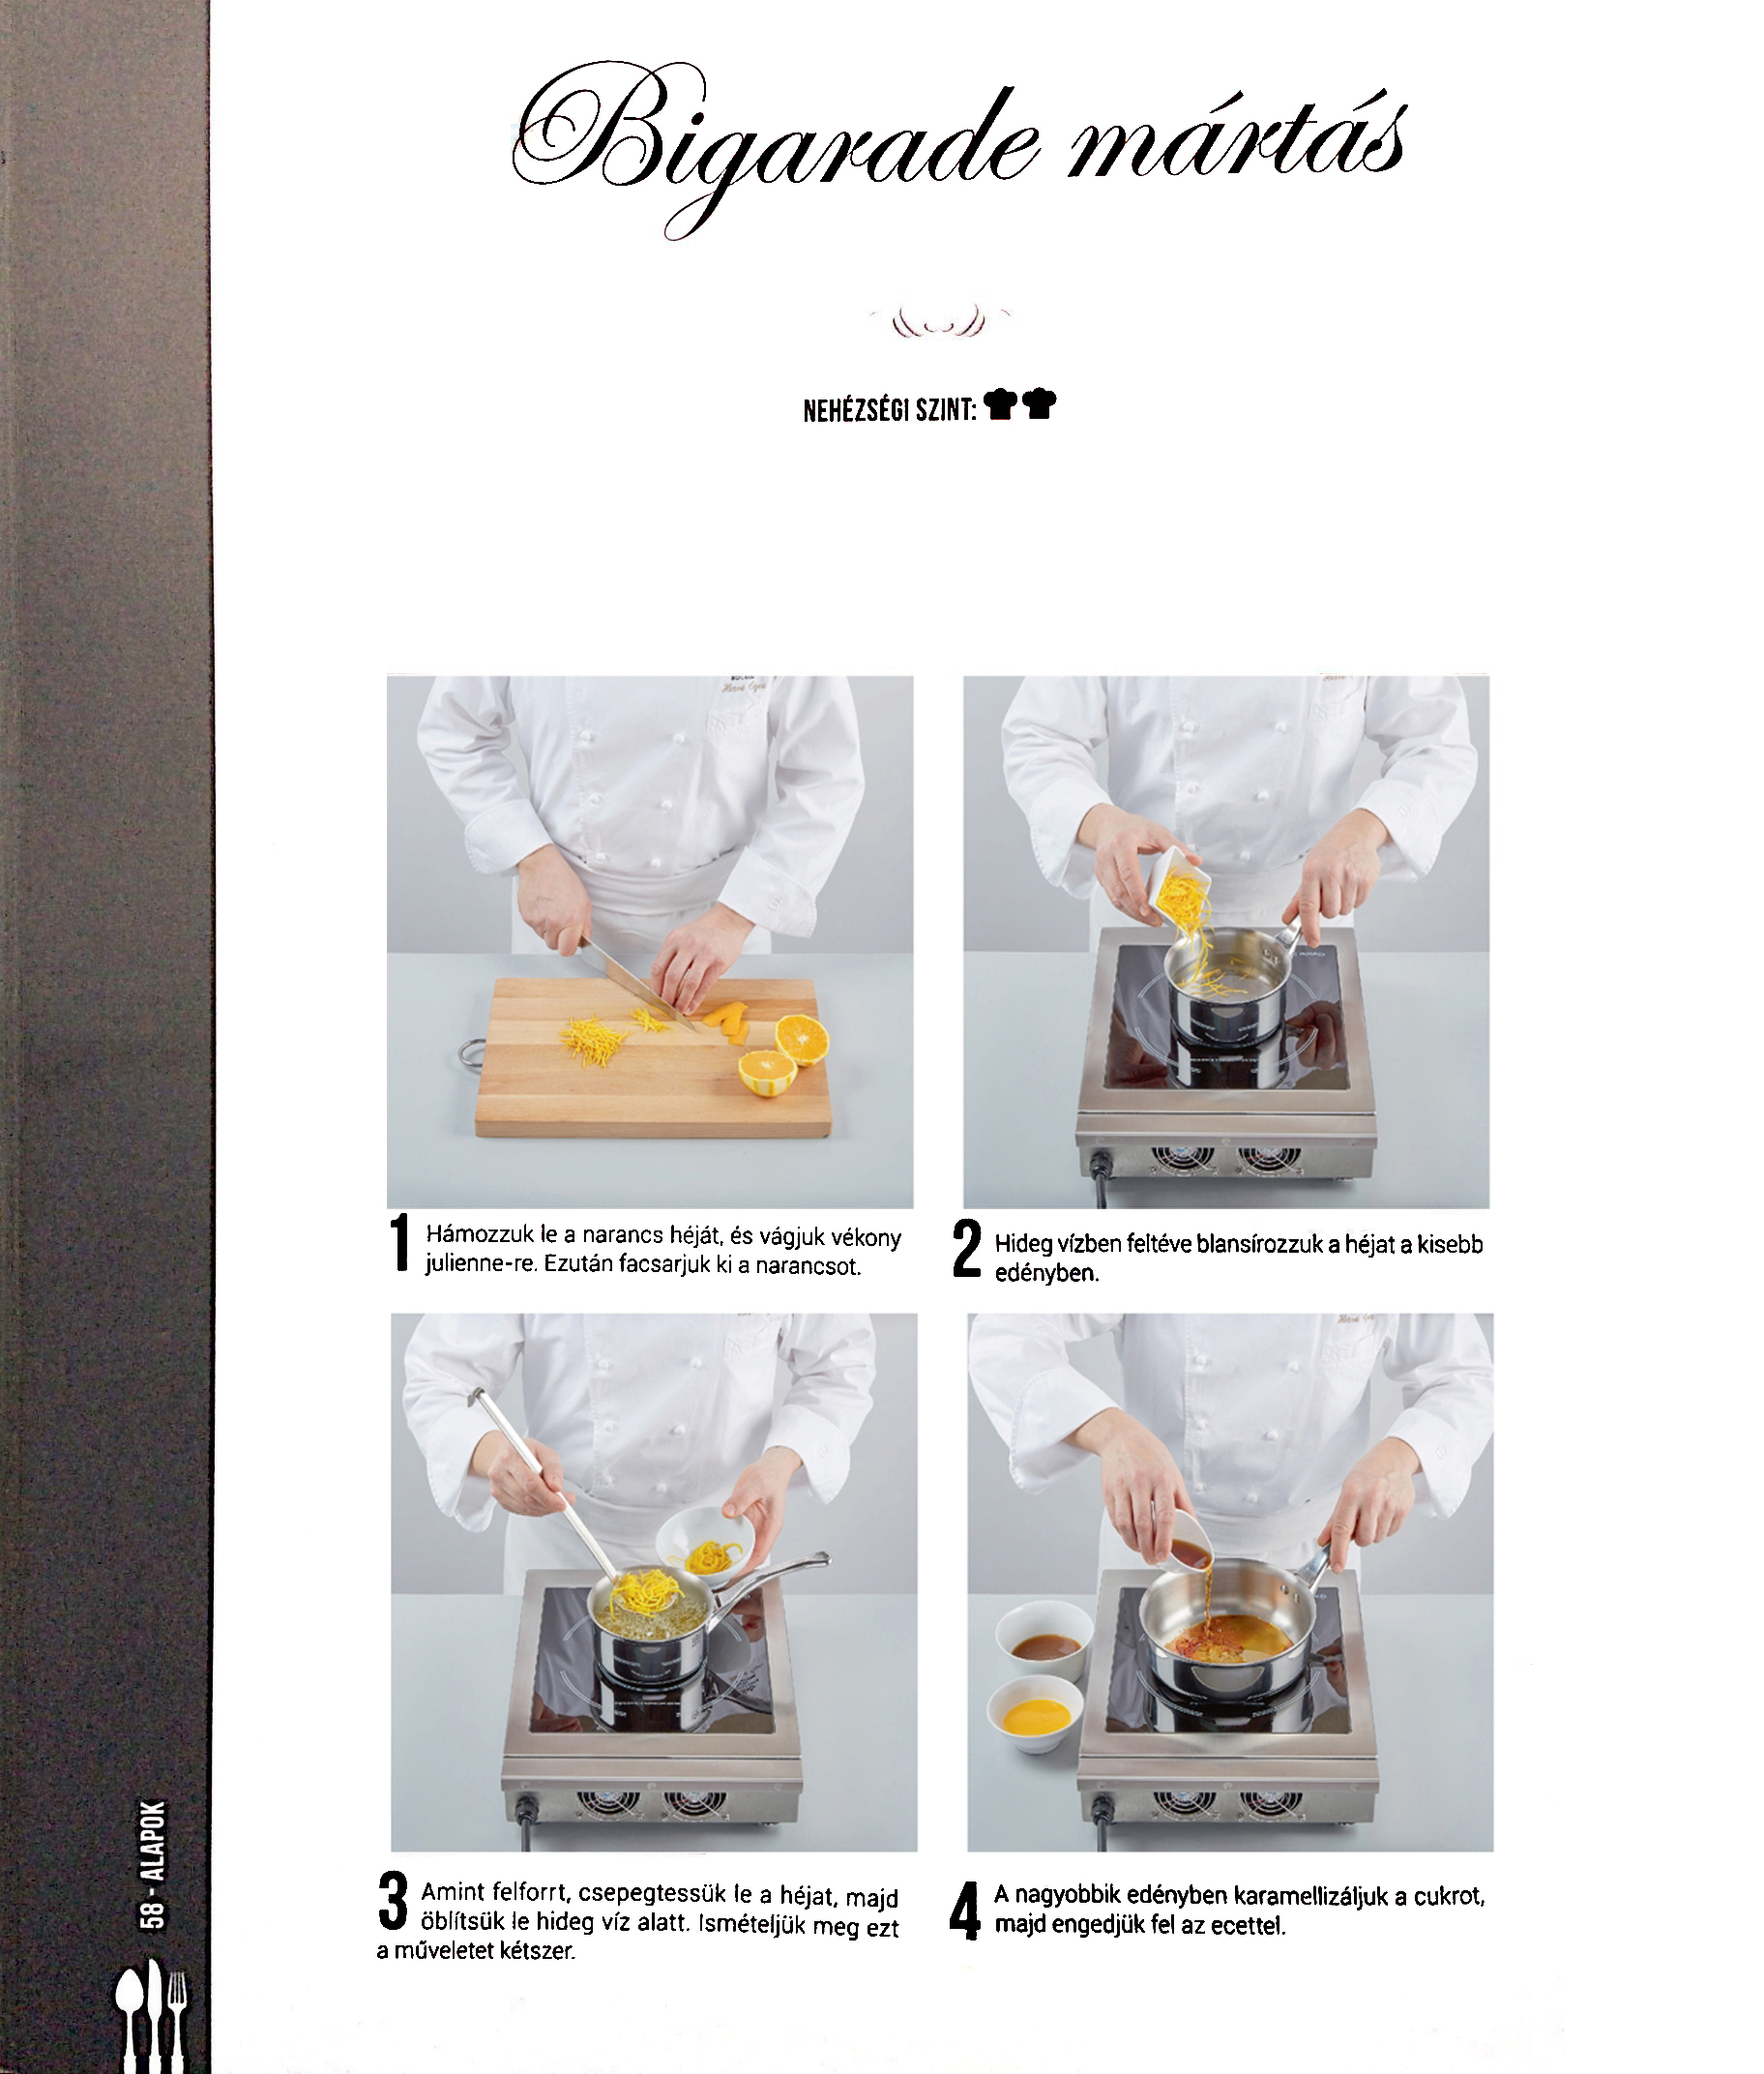 Bigarade mártás
NEHÉZSÉGI SZINT:
1 Hámozzuk le a narancs héját, és vágjuk vékony
julienne-re. Ezután facsarjuk ki a narancsot.
2 Hideg vízben feltéve blansírozzuk a héjat a kisebb
edényben.
3 Amint felforrt, csepegtessük le a héjat, majd
öblítsük le hideg víz alatt. Ismételjük meg ezt
a műveletet kétszer.
4 A nagyobbik edényben karamellizáljuk a cukrot,
majd engedjük fel az ecettel.
58 - ALAPOK